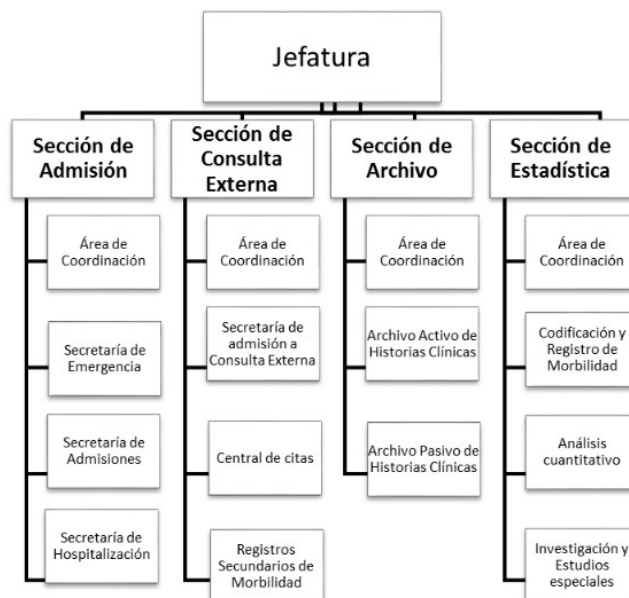 Jefatura
Sección de
Admisión
Sección de
Consulta
Externa
Sección de
Archivo
Sección de
Estadística
Área de
Coordinación
Secretaría de
Emergencia
Secretaría de
Admisiones
Secretaría de
Hospitalización
Área de
Coordinación
Secretaría de
admisión a
Consulta Externa
Central de citas
Registros
Secundarios de
Morbilidad
Área de
Coordinación
Archivo Activo de
Historias Clínicas
Archivo Pasivo de
Historias Clínicas
Área de
Coordinación
Codificación y
Registro de
Morbilidad
Análisis
cuantitativo
Investigación y
Estudios
especiales